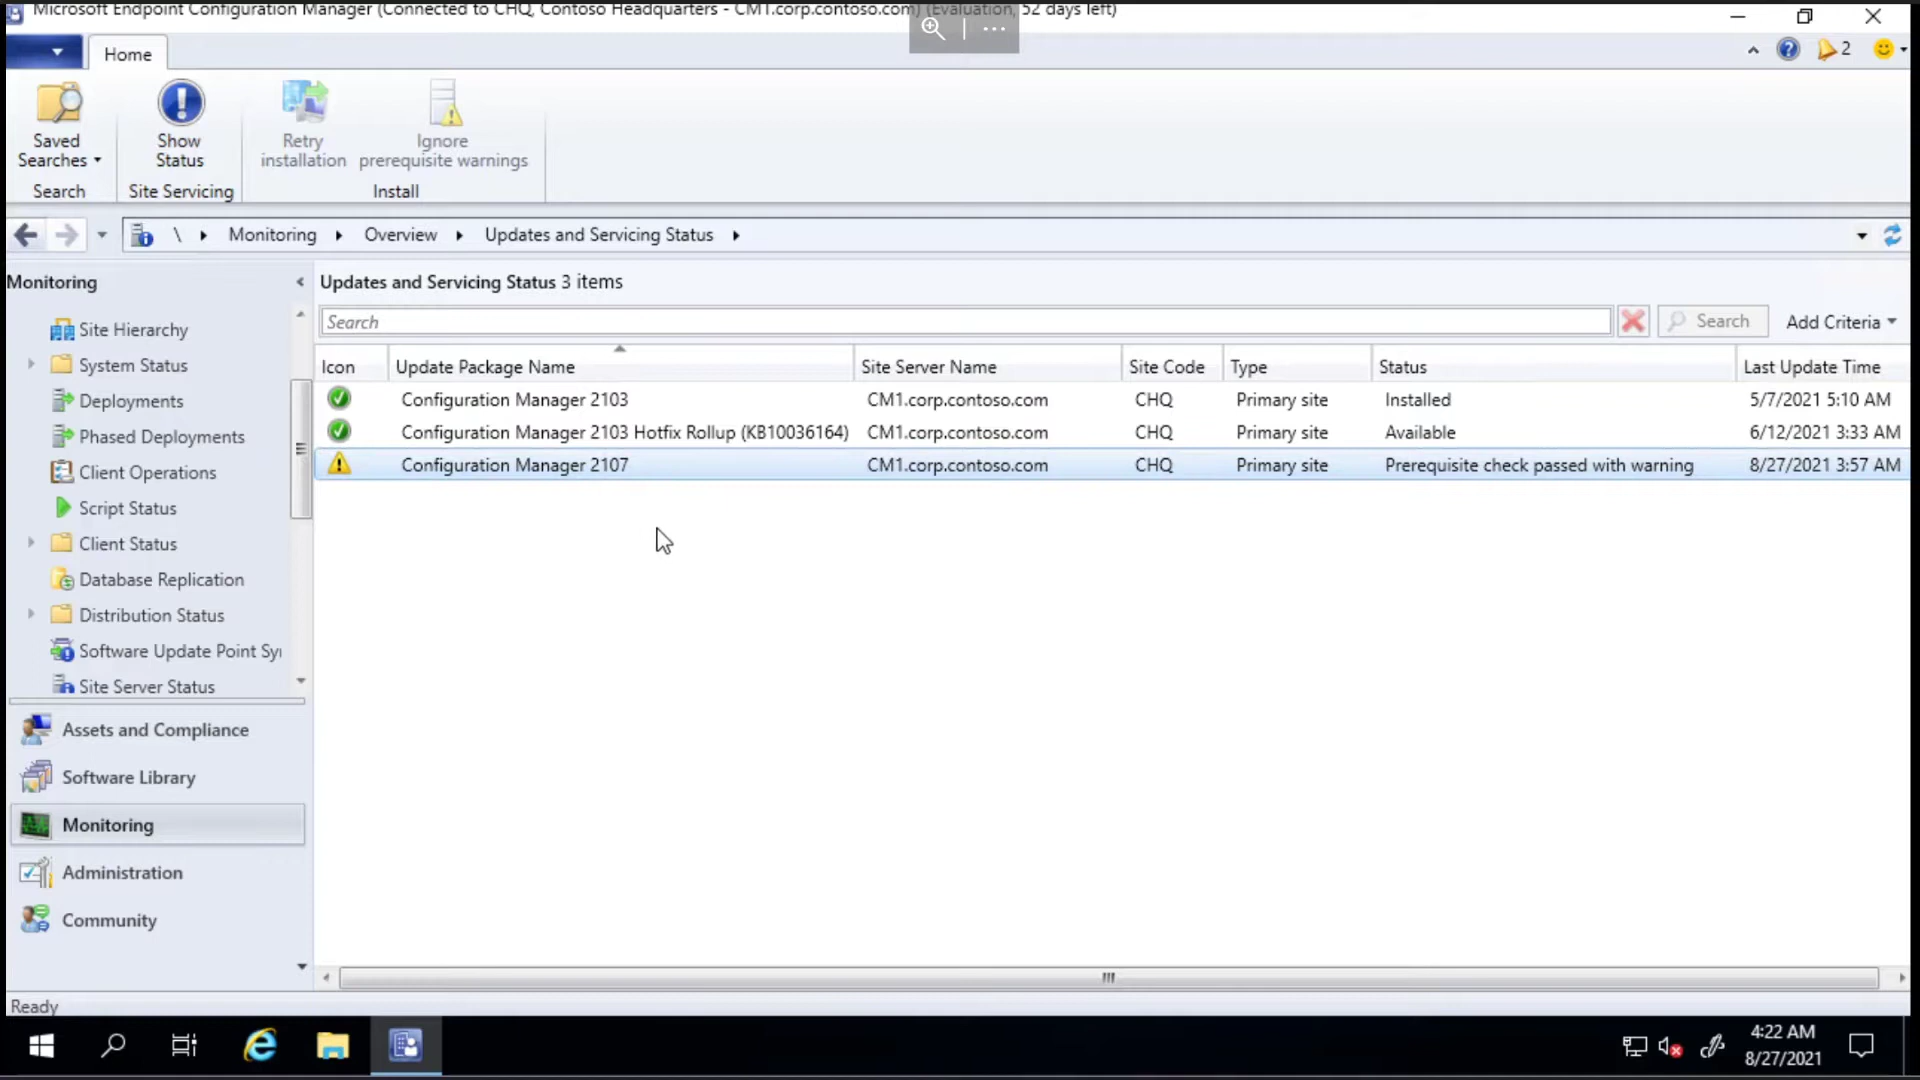 Microsoft Endpoint Configuration Manager (Connected to CHQ, Contoso Headquarters - CM1.corp.contoso.com) (Evaluation, 52 days left)
Home
2
Saved Searches
Show Status
Retry installation
Ignore prerequisite warnings
Search
Site Servicing
Install
\ Monitoring Overview Updates and Servicing Status
Monitoring
Site Hierarchy
System Status
Deployments
Phased Deployments
Client Operations
Script Status
Client Status
Database Replication
Distribution Status
Software Update Point Sy
Site Server Status
Assets and Compliance
Software Library
Monitoring
Administration
Community
Updates and Servicing Status 3 items
Search
Search
Add Criteria
Icon Update Package Name Site Server Name Site Code Type Status Last Update Time
Configuration Manager 2103 CM1.corp.contoso.com CHQ Primary site Installed 5/7/2021 5:10 AM
Configuration Manager 2103 Hotfix Rollup (KB10036164) CM1.corp.contoso.com CHQ Primary site Available 6/12/2021 3:33 AM
Configuration Manager 2107 CM1.corp.contoso.com CHQ Primary site Prerequisite check passed with warning 8/27/2021 3:57 AM
Ready
4:22 AM
8/27/2021